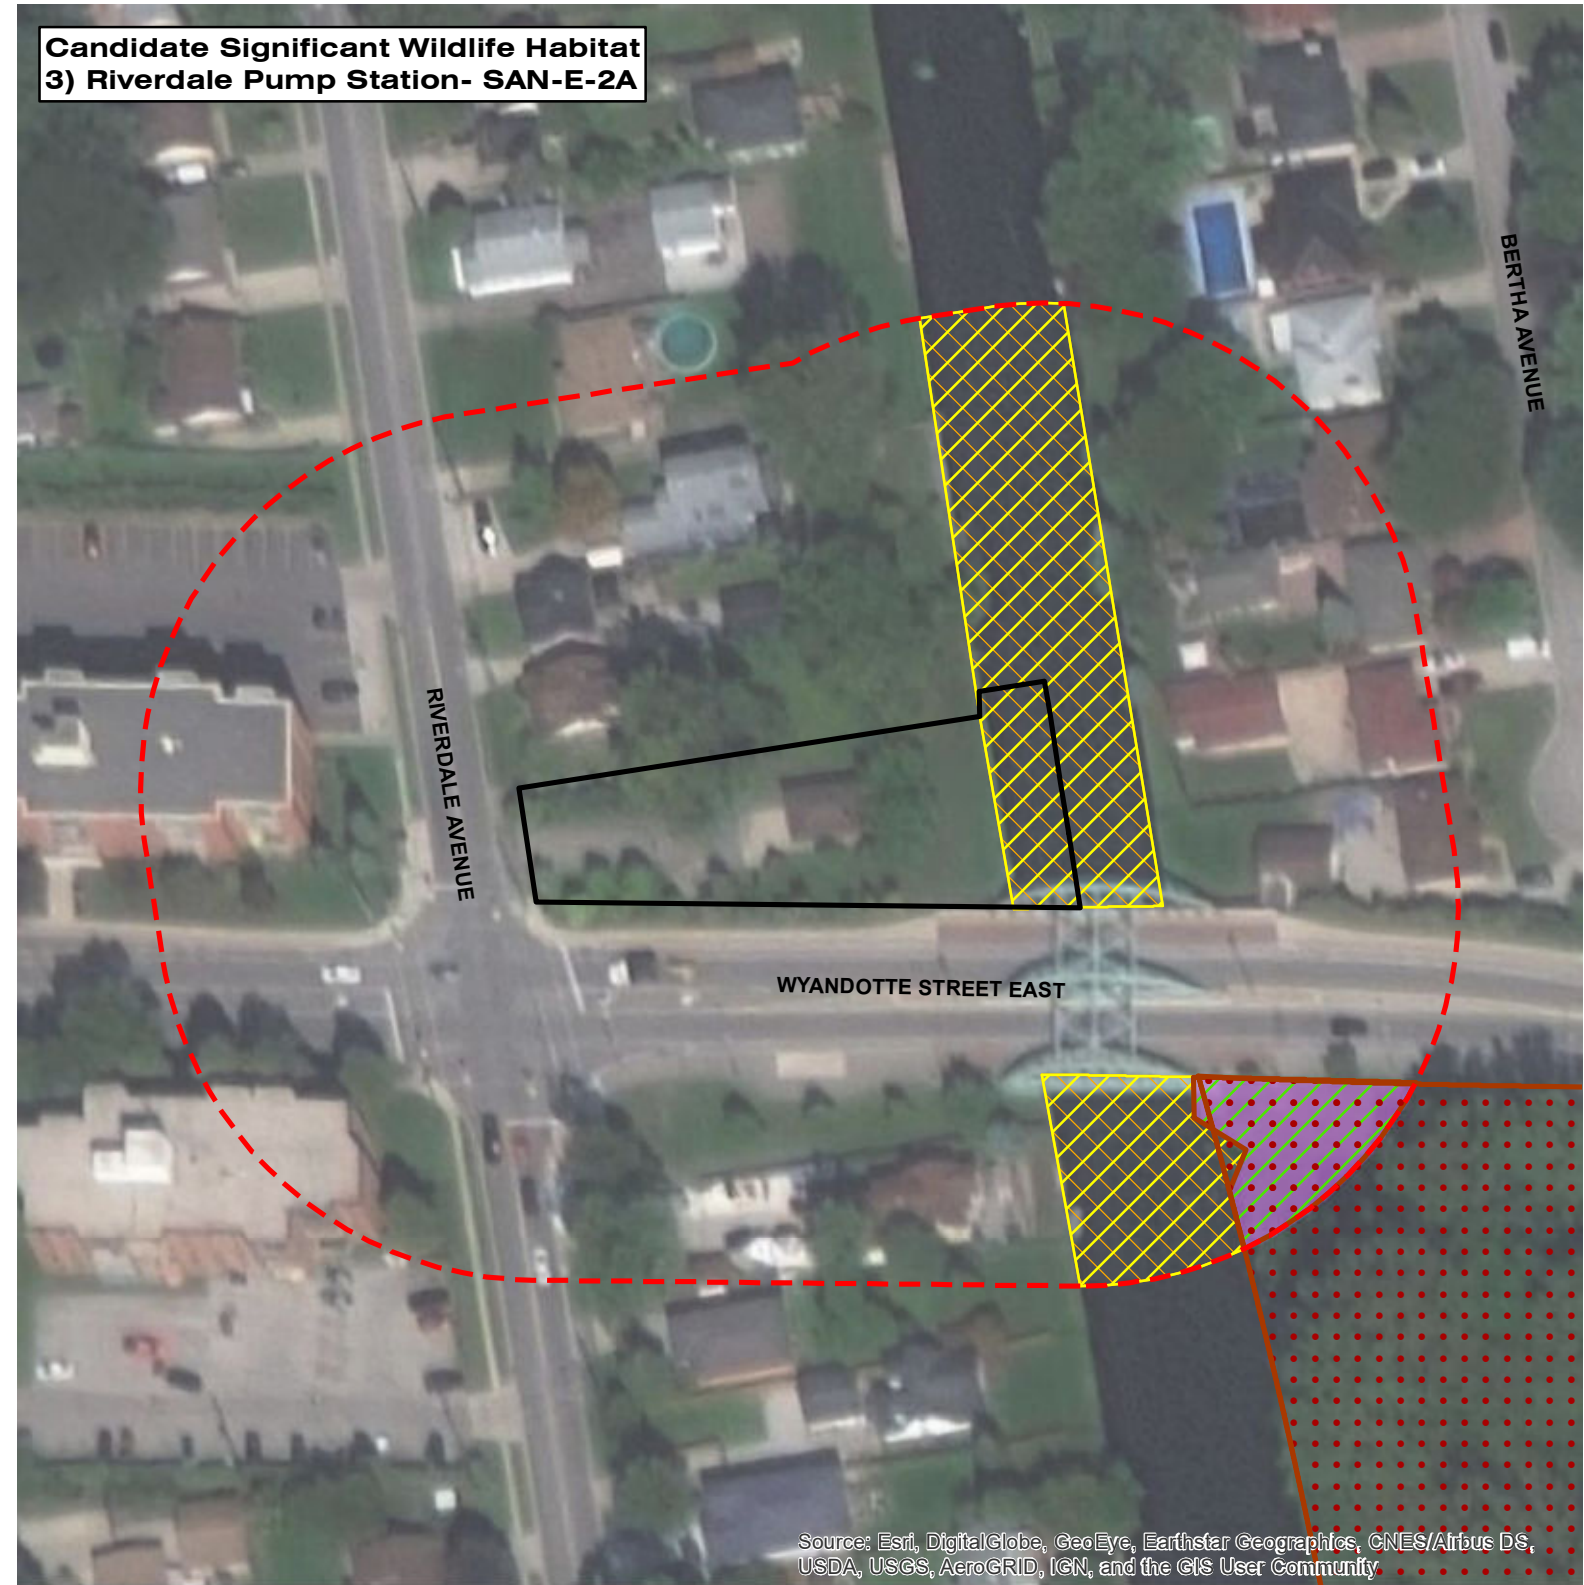 Candidate Significant Wildlife Habitat
3) Riverdale Pump Station- SAN-E-2A
BERTHA AVENUE
RIVERDALE AVENUE
WYANDOTTE STREET EAST
Source: Esri, DigitalGlobe, GeoEye, Earthstar Geographics, CNES/Airbus DS,
USDA, USGS, AeroGRID, IGN, and the GIS User Community